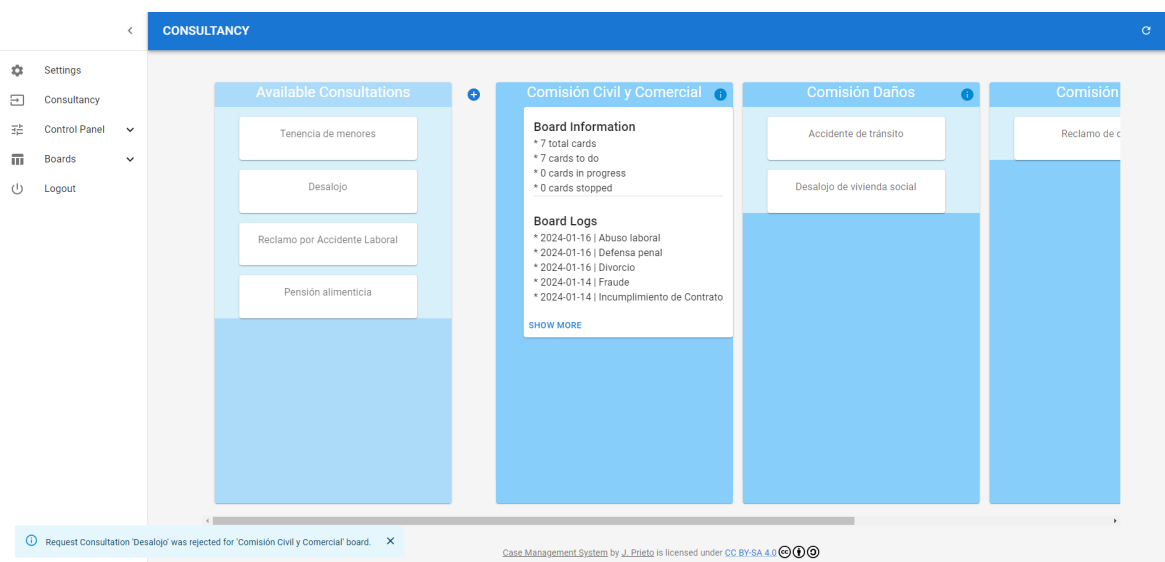 CONSULTANCY
Settings
Consultancy
Control Panel
Boards
Logout
Available Consultations
Tenencia de menores
Desalojo
Reclamo por Accidente Laboral
Pensión alimenticia
Comisión Civil y Comercial
Board Information
* 7 total cards
* 7 cards to do
* 0 cards in progress
* 0 cards stopped
Board Logs
* 2024-01-16 | Abuso laboral
* 2024-01-16 | Defensa penal
* 2024-01-16 | Divorcio
* 2024-01-14 | Fraude
* 2024-01-14 | Incumplimiento de Contrato
SHOW MORE
Comisión Daños
Accidente de tránsito
Desalojo de vivienda social
Comisión
Reclamo de
Request Consultation 'Desalojo' was rejected for 'Comisión Civil y Comercial' board.
Case Management System by J. Prieto is licensed under CC BY-SA 4.0